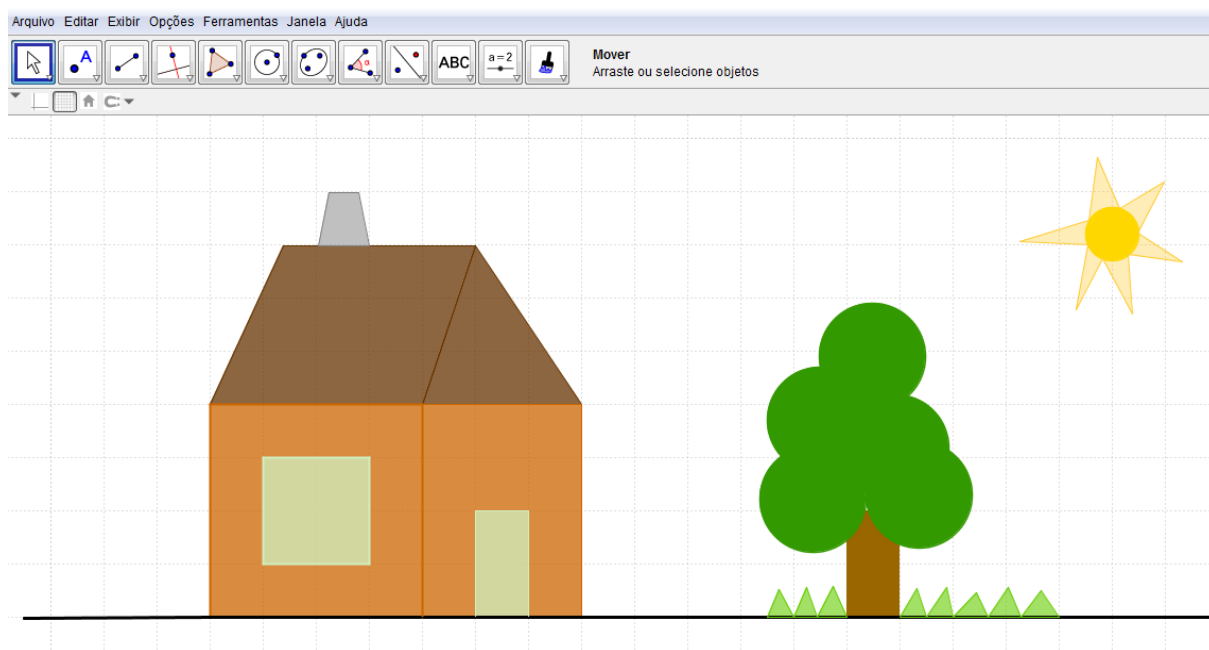 Arquivo Editar Exibir Opções Ferramentas Janela Ajuda
A
α
ABC
a=2
Mover
Arraste ou selecione objetos